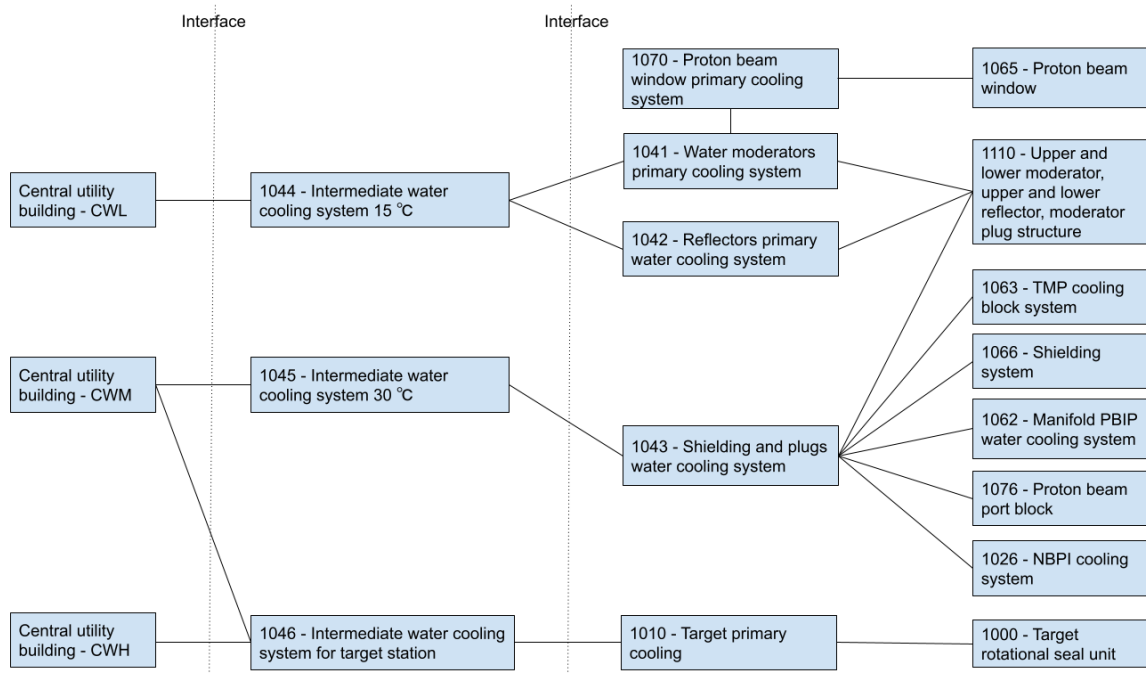 Interface
Interface
1070 - Proton beam
window primary cooling
system
1065 - Proton beam
window
1041 - Water moderators
primary cooling system
1110 - Upper and
lower moderator,
upper and lower
reflector, moderator
plug structure
Central utility
building - CWL
1044 - Intermediate water
cooling system 15 °C
1042 - Reflectors primary
water cooling system
1063 - TMP cooling
block system
1066 - Shielding
system
Central utility
building - CWM
1045 - Intermediate water
cooling system 30 °C
1043 - Shielding and plugs
water cooling system
1062 - Manifold PBIP
water cooling system
1076 - Proton beam
port block
1026 - NBPI cooling
system
Central utility
building - CWH
1046 - Intermediate water cooling
system for target station
1010 - Target primary
cooling
1000 - Target
rotational seal unit